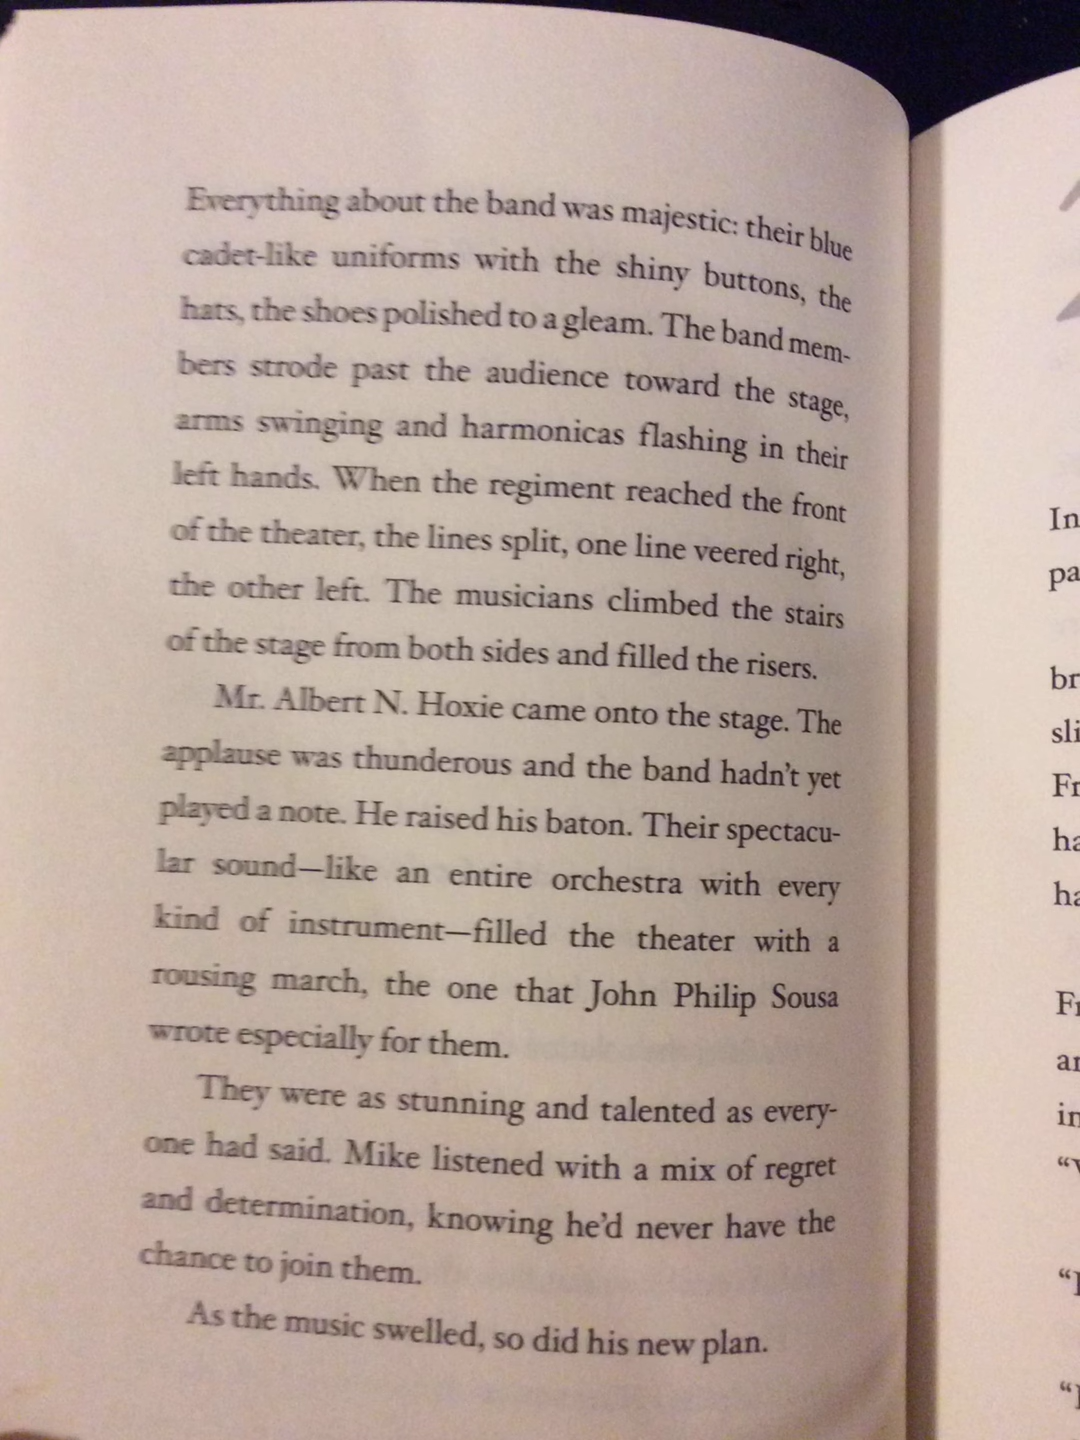 Everything about the band was majestic: their blue
cadet-like uniforms with the shiny buttons, the
hats, the shoes polished to a gleam. The band mem-
bers strode past the audience toward the stage,
arms swinging and harmonicas flashing in their
left hands. When the regiment reached the front
of the theater, the lines split, one line veered right,
the other left. The musicians climbed the stairs
of the stage from both sides and filled the risers.
Mr. Albert N. Hoxie came onto the stage. The
applause was thunderous and the band hadn't yet
played a note. He raised his baton. Their spectacu-
lar sound—like an entire orchestra with every
kind of instrument—filled the theater with a
rousing march, the one that John Philip Sousa
wrote especially for them.
They were as stunning and talented as every-
one had said. Mike listened with a mix of regret
and determination, knowing he'd never have the
chance to join them.
As the music swelled, so did his new plan.
In
pa
br
sli
Fr
ha
ha
Fr
an
in